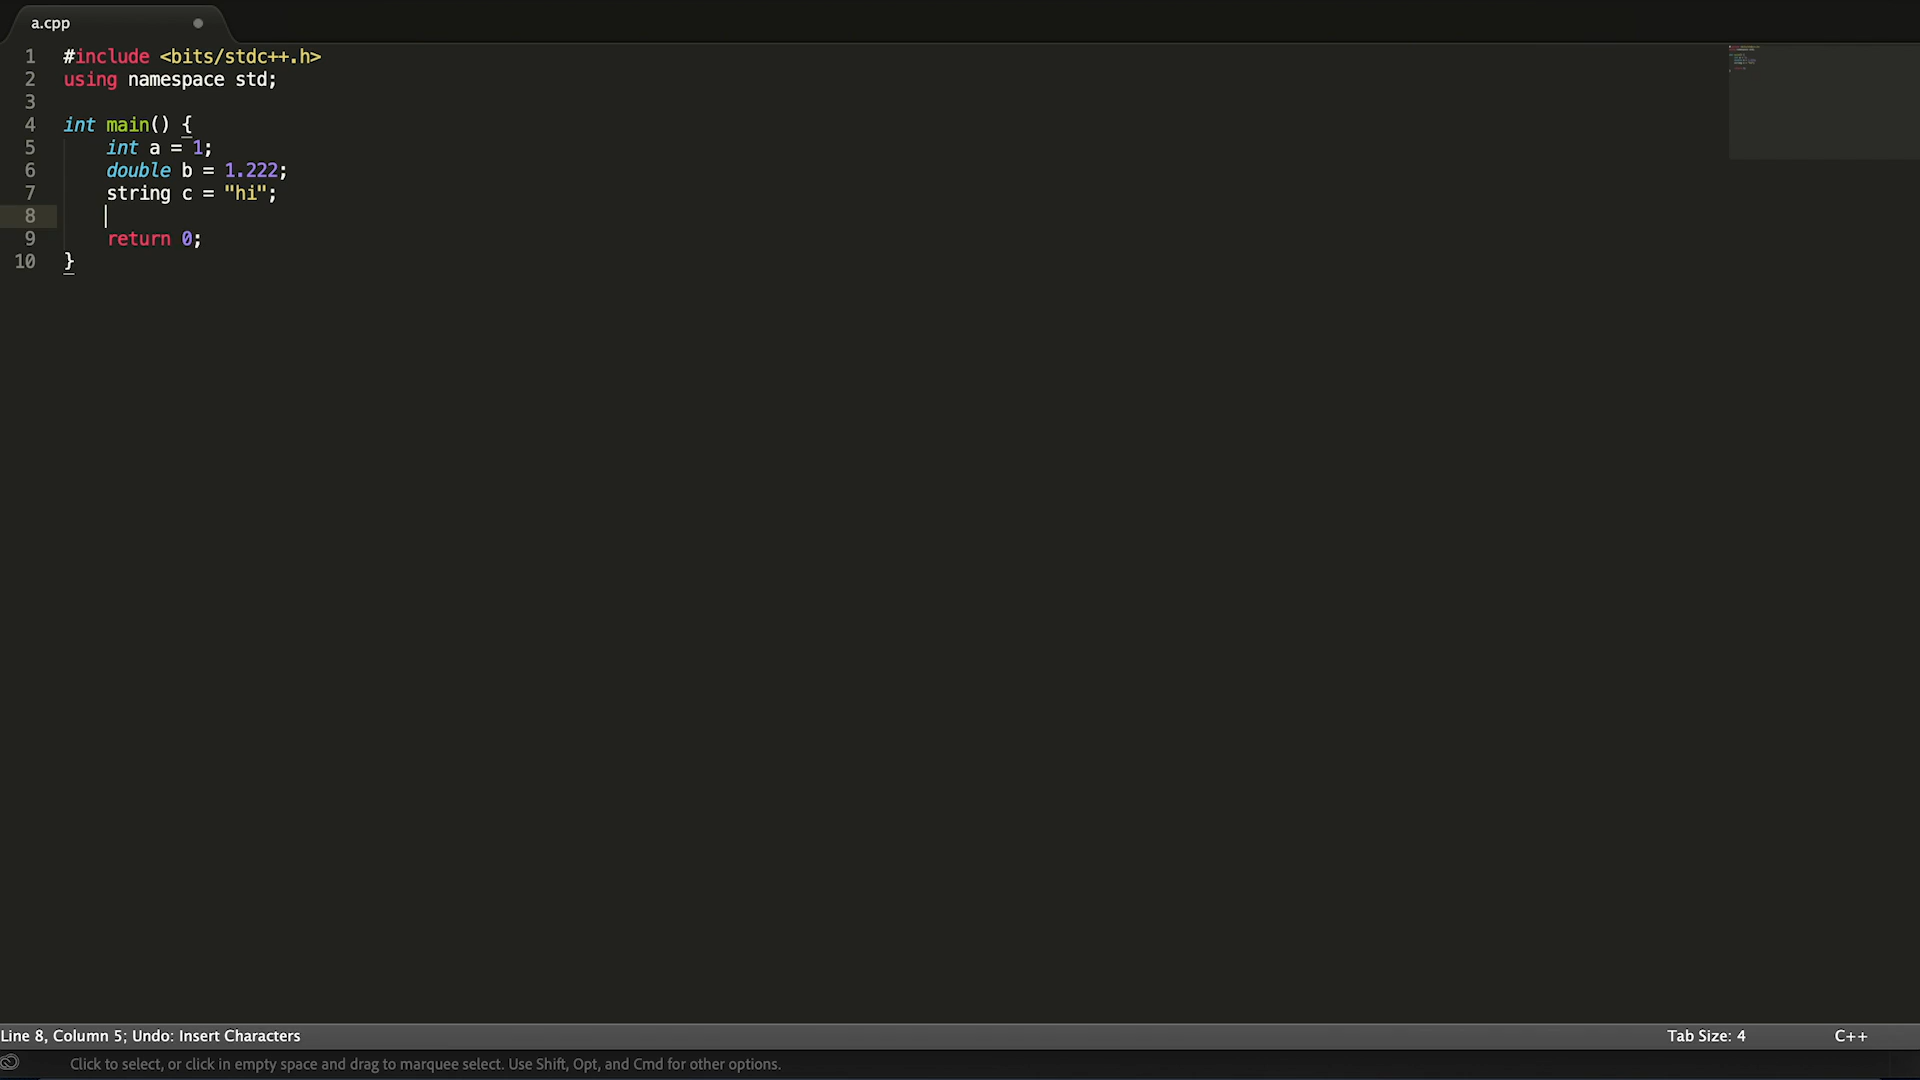 a.cpp
1 #include <bits/stdc++.h>
2 using namespace std;
3
4 int main() {
5 int a = 1;
6 double b = 1.222;
7 string c = "hi";
8
9 return 0;
10 }
Line 8, Column 5; Undo: Insert Characters Tab Size: 4 C++
Click to select, or click in empty space and drag to marquee select. Use Shift, Opt, and Cmd for other options.